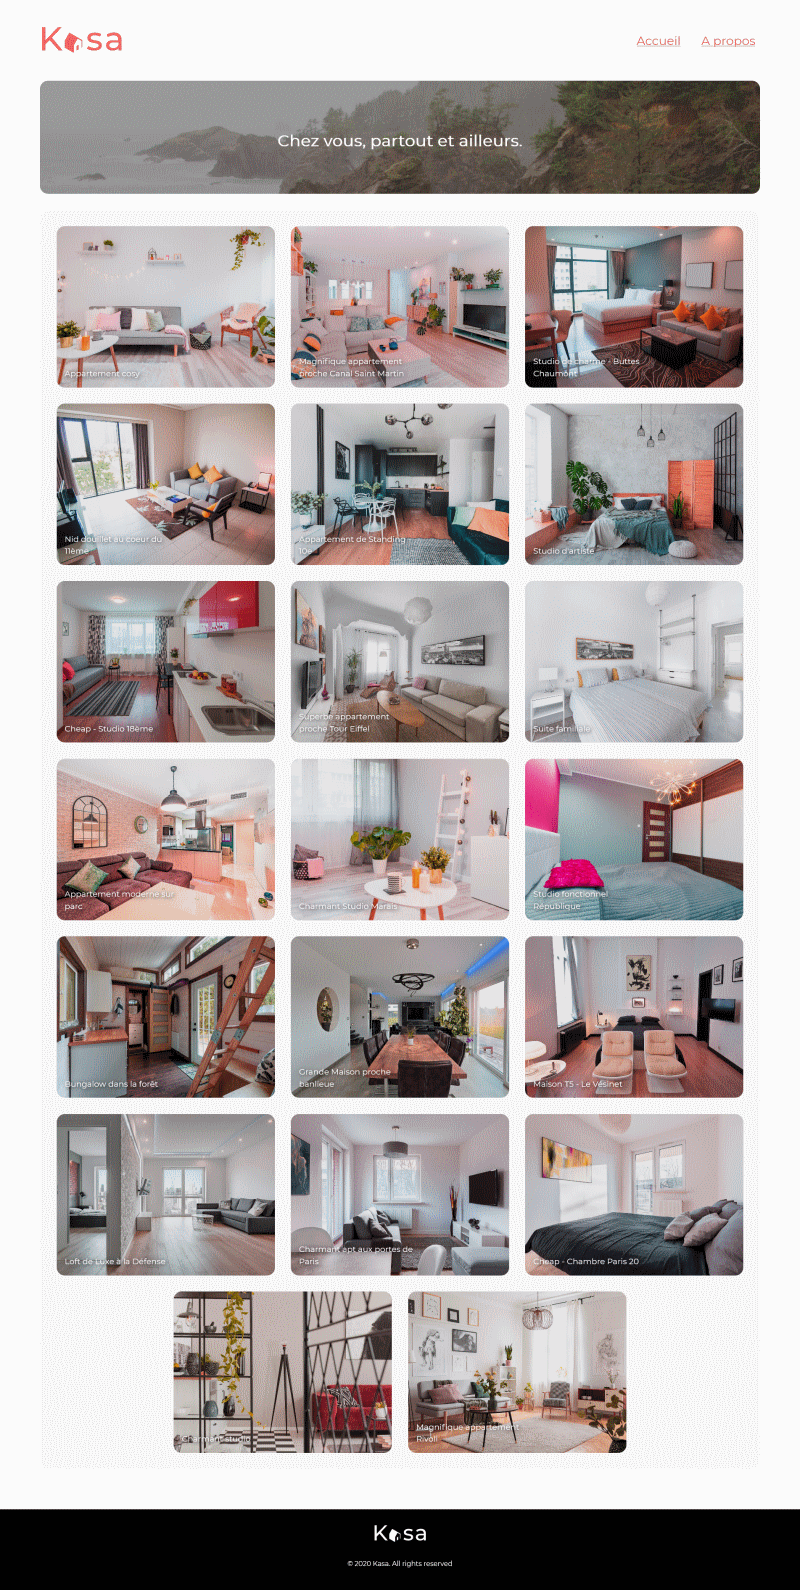 Kasa
Accueil A propos
Chez vous, partout et ailleurs.
Appartement cosy
Magnifique appartement
proche Canal Saint Martin
Studio de charme - Buttes
Chaumont
Nid douillet au coeur du
11ème
Appartement de Standing
10e
Studio d'artiste
Cheap - Studio 18ème
Superbe appartement
proche Tour Eiffel
Suite familiale
Appartement moderne sur
parc
Charmant Studio Marais
Studio fonctionnel
République
Bungalow dans la forêt
Grande Maison proche
banlieue
Maison T5 - Le Vésinet
Loft de Luxe à la Défense
Charmant apt aux portes de
Paris
Cheap - Chambre Paris 20
Charmant studio
Magnifique appartement
Rivoli
Kasa
© 2020 Kasa. All rights reserved